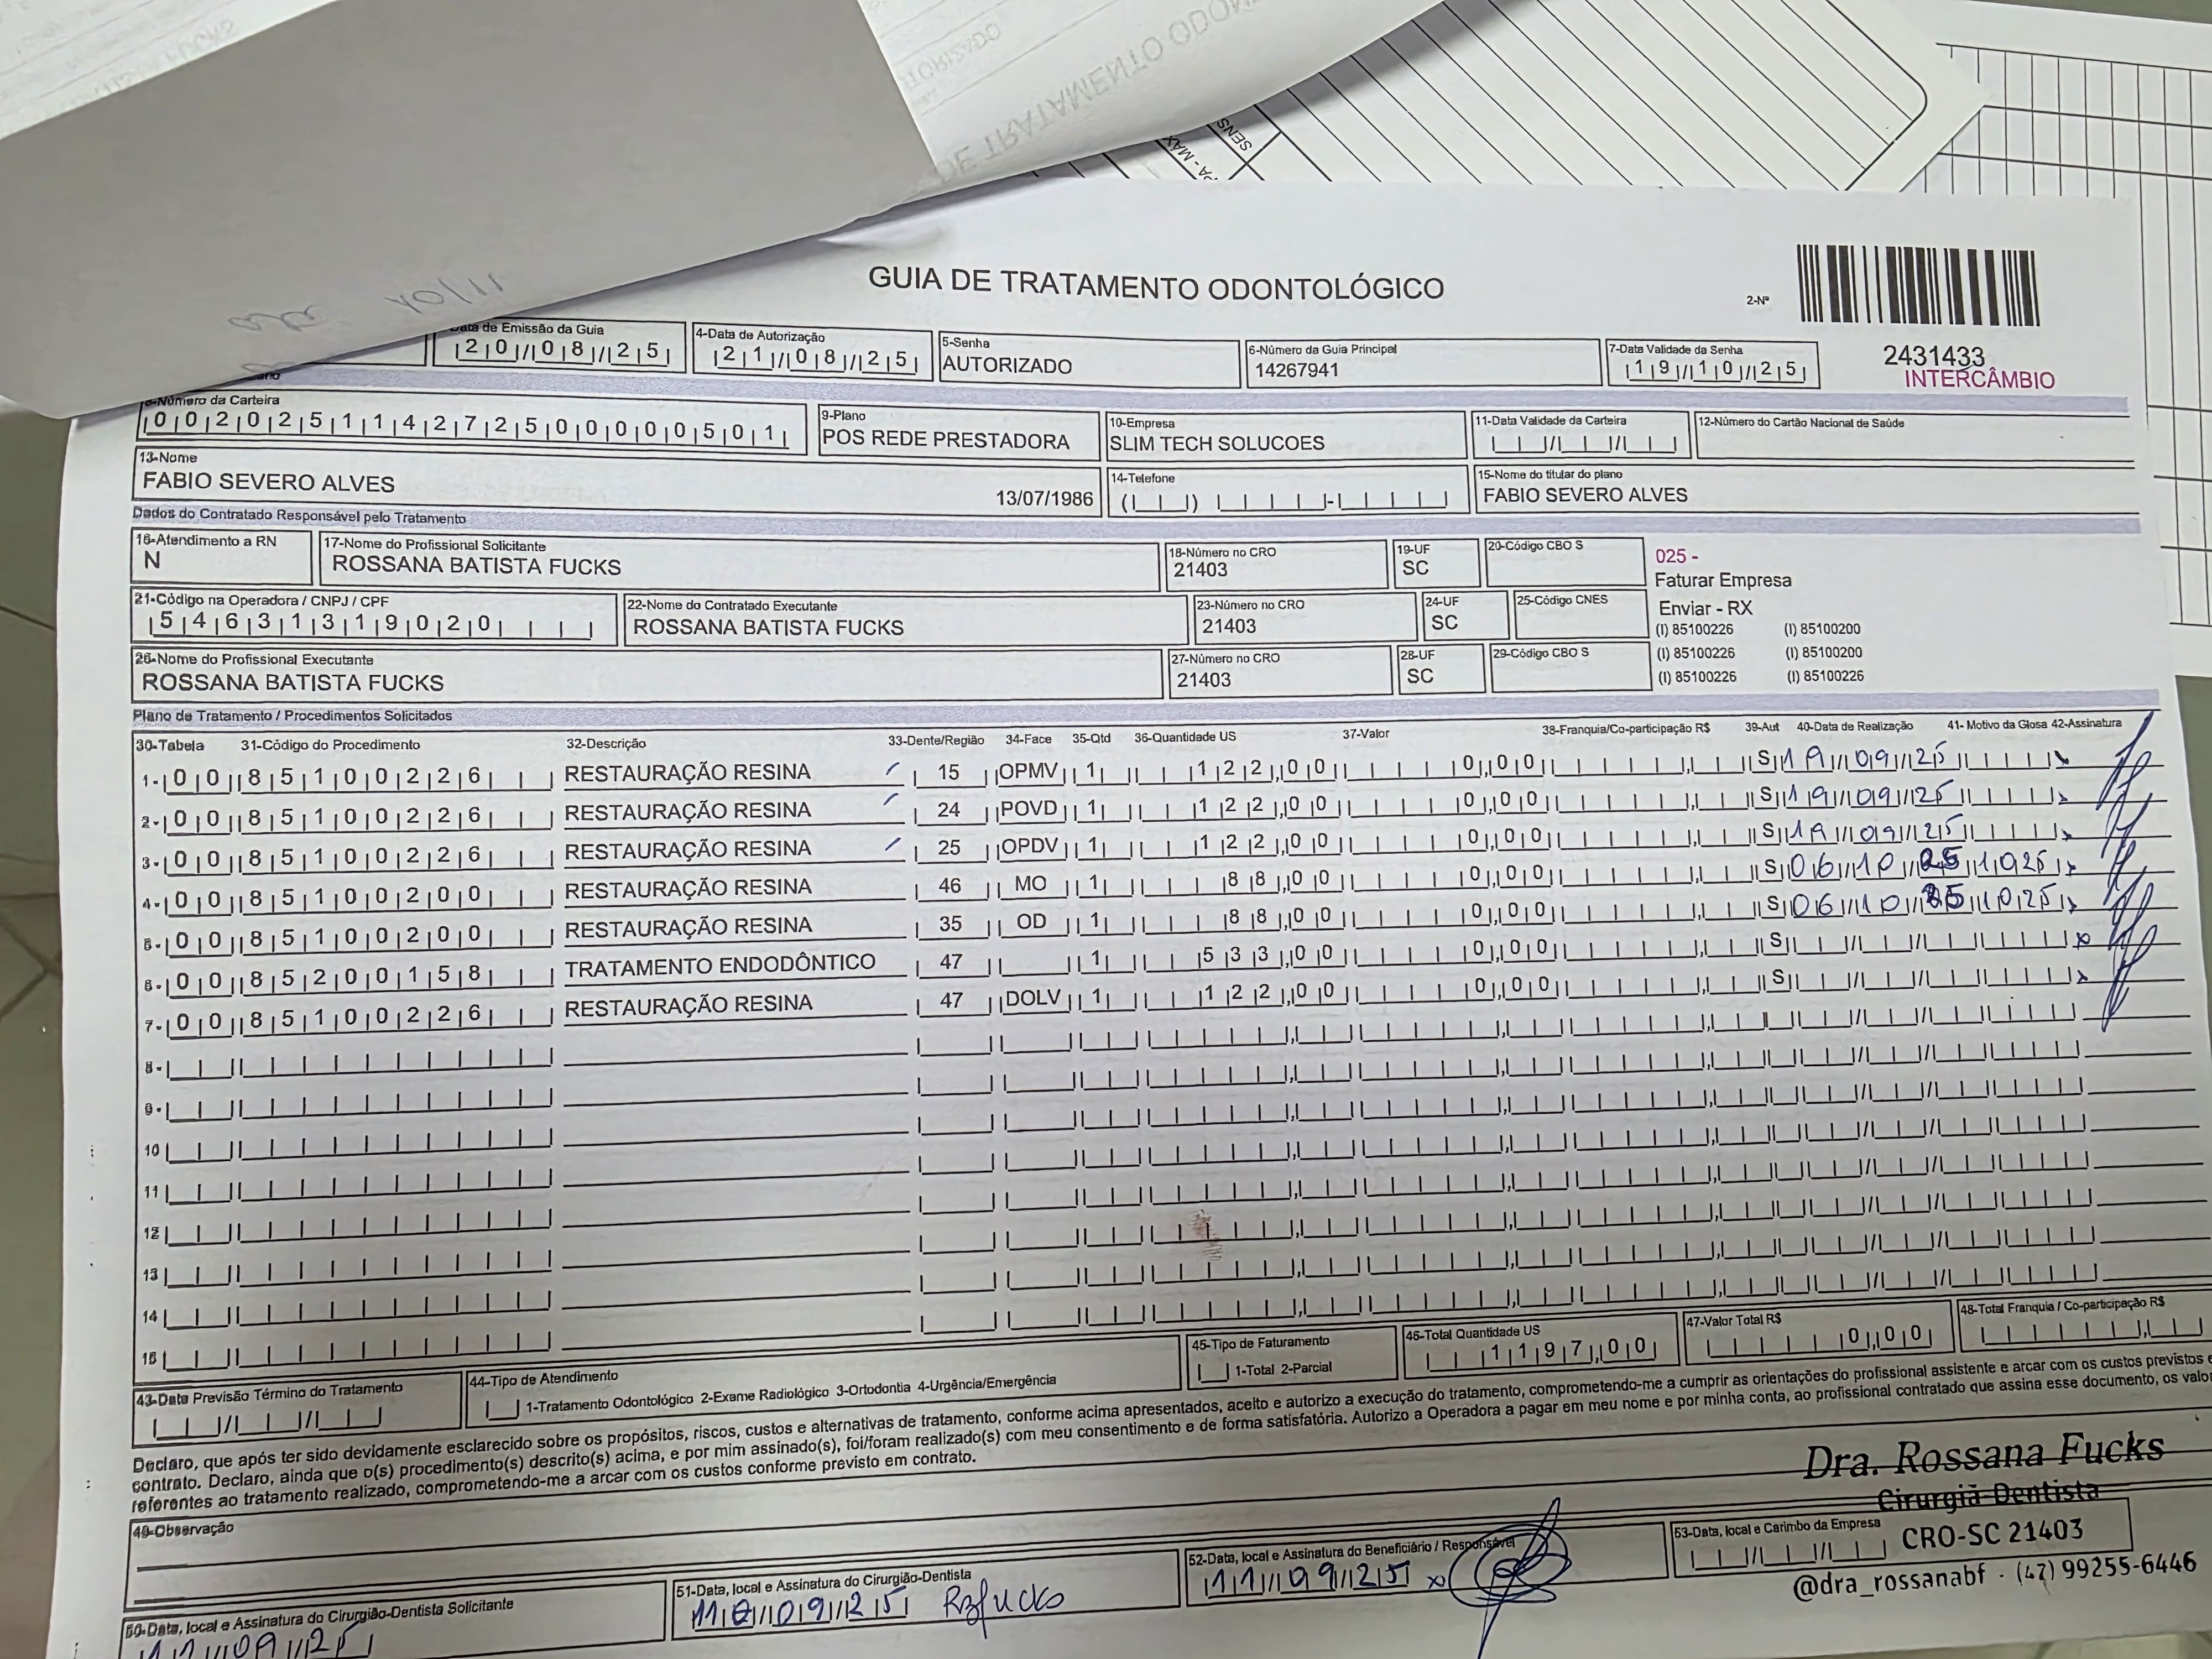 GUIA DE TRATAMENTO ODONTOLÓGICO
2-Nº
2431433
INTERCÂMBIO
10/11
Data de Emissão da Guia
20/08/25
4-Data de Autorização
21/08/25
5-Senha
AUTORIZADO
6-Número da Guia Principal
14267941
7-Data Validade da Senha
19/10/25
8-Número da Carteira
00202511427250000501
9-Plano
POS REDE PRESTADORA
10-Empresa
SLIM TECH SOLUCOES
11-Data Validade da Carteira
12-Número do Cartão Nacional de Saúde
13-Nome
FABIO SEVERO ALVES 13/07/1986
14-Telefone
15-Nome do titular do plano
FABIO SEVERO ALVES
Dados do Contratado Responsável pelo Tratamento
16-Atendimento a RN
N
17-Nome do Profissional Solicitante
ROSSANA BATISTA FUCKS
18-Número no CRO
21403
19-UF
SC
20-Código CBO S
025 -
Faturar Empresa
Enviar - RX
(I) 85100226 (I) 85100200
(I) 85100226 (I) 85100200
(I) 85100226 (I) 85100226
21-Código na Operadora / CNPJ / CPF
54631319020
22-Nome do Contratado Executante
ROSSANA BATISTA FUCKS
23-Número no CRO
21403
24-UF
SC
25-Código CNES
26-Nome do Profissional Executante
ROSSANA BATISTA FUCKS
27-Número no CRO
21403
28-UF
SC
29-Código CBO S
Plano de Tratamento / Procedimentos Solicitados
30-Tabela 31-Código do Procedimento 32-Descrição 33-Dente/Região 34-Face 35-Qtd 36-Quantidade US 37-Valor 38-Franquia/Co-participação R$ 39-Aut 40-Data de Realização 41- Motivo da Glosa 42-Assinatura
1- 00 85100226 RESTAURAÇÃO RESINA 15 OPMV 1 122,00 0,00 S 19/09/25
2- 00 85100226 RESTAURAÇÃO RESINA 24 POVD 1 122,00 0,00 S 19/09/25
3- 00 85100226 RESTAURAÇÃO RESINA 25 OPDV 1 122,00 0,00 S 19/09/25
4- 00 85100200 RESTAURAÇÃO RESINA 46 MO 1 88,00 0,00 S 06/10/25
5- 00 85100200 RESTAURAÇÃO RESINA 35 OD 1 88,00 0,00 S 06/10/25 1025
6- 00 85200158 TRATAMENTO ENDODÔNTICO 47 1 533,00 0,00 S
7- 00 85100226 RESTAURAÇÃO RESINA 47 DOLV 1 122,00 0,00 S
8-
9-
10
11
12
13
14
15
43-Data Previsão Término do Tratamento
44-Tipo de Atendimento
1-Tratamento Odontológico 2-Exame Radiológico 3-Ortodontia 4-Urgência/Emergência
45-Tipo de Faturamento
1-Total 2-Parcial
46-Total Quantidade US
1197,00
47-Valor Total R$
0,00
48-Total Franquia / Co-participação R$
Declaro, que após ter sido devidamente esclarecido sobre os propósitos, riscos, custos e alternativas de tratamento, conforme acima apresentados, aceito e autorizo a execução do tratamento, comprometendo-me a cumprir as orientações do profissional assistente e arcar com os custos previstos e
contrato. Declaro, ainda que o(s) procedimento(s) descrito(s) acima, e por mim assinado(s), foi/foram realizado(s) com meu consentimento e de forma satisfatória. Autorizo a Operadora a pagar em meu nome e por minha conta, ao profissional contratado que assina esse documento, os valor
referentes ao tratamento realizado, comprometendo-me a arcar com os custos conforme previsto em contrato.
49-Observação
50-Data, local e Assinatura do Cirurgião-Dentista Solicitante
11/09/25
51-Data, local e Assinatura do Cirurgião-Dentista
11/09/25 Rbfucks
52-Data, local e Assinatura do Beneficiário / Responsável
11/09/25
53-Data, local e Carimbo da Empresa
Dra. Rossana Fucks
Cirurgiã-Dentista
CRO-SC 21403
@dra_rossanabf - (47) 99255-6446